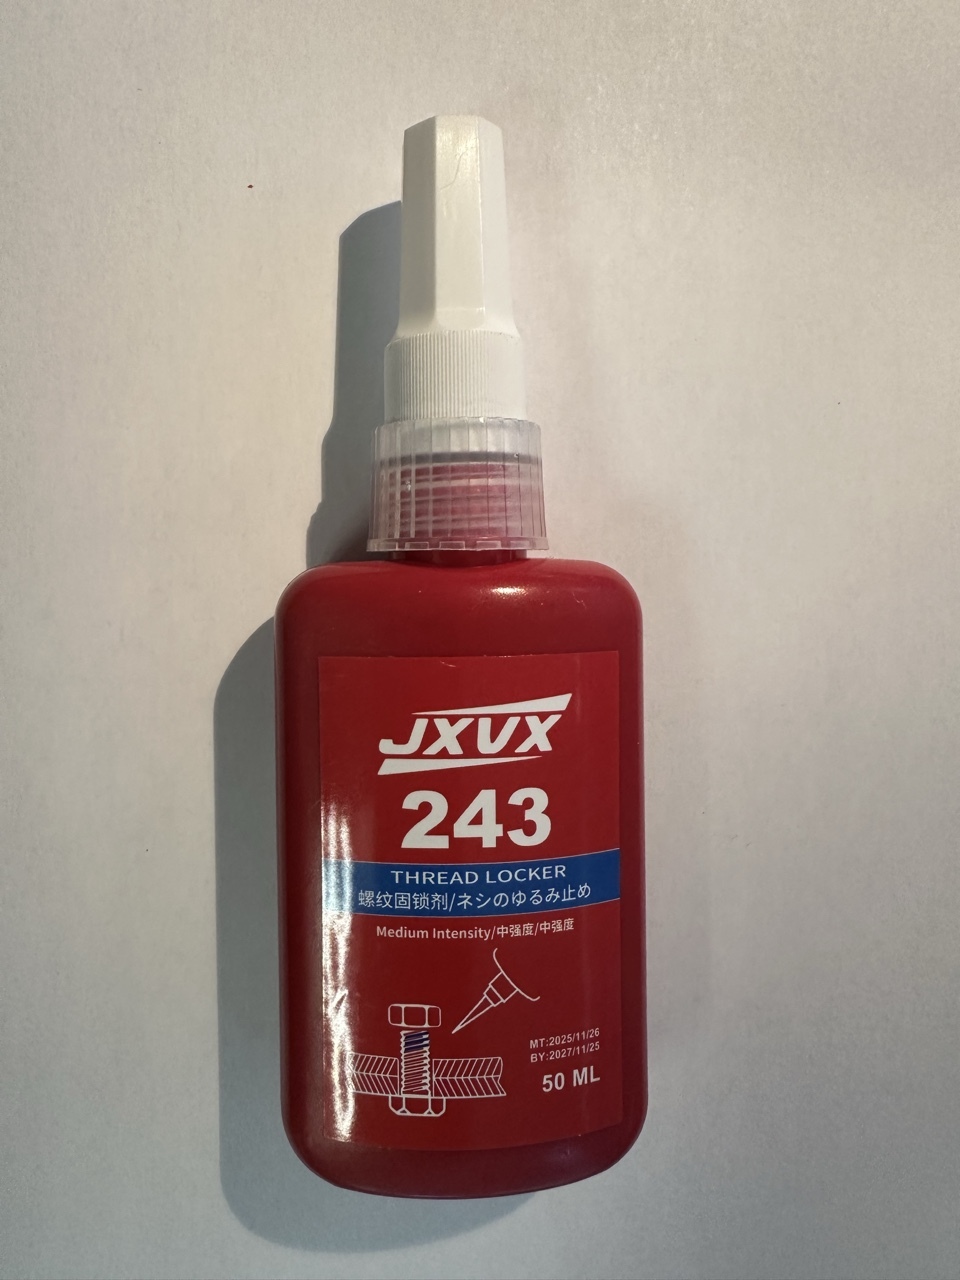 JXVX
243
THREAD LOCKER
螺纹固锁剂/ネシのゆるみ止め
Medium Intensity/中强度/中强度
MT:2025/11/26
BY:2027/11/25
50 ML